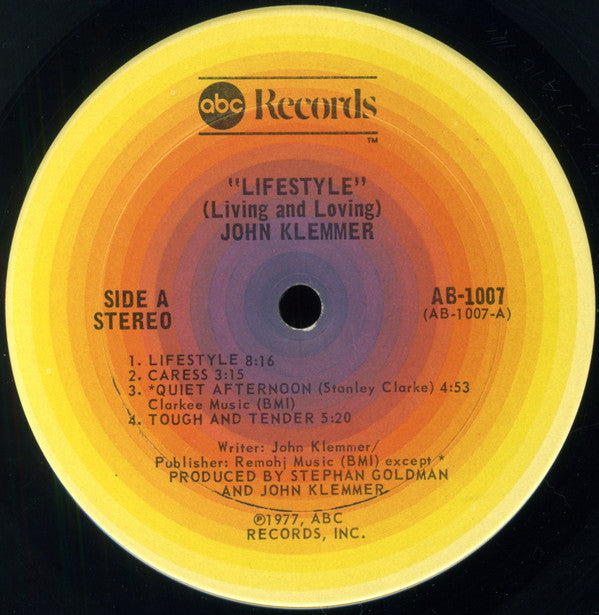 abc Records
TM
"LIFESTYLE"
(Living and Loving)
JOHN KLEMMER
SIDE A
STEREO
AB-1007
(AB-1007-A)
1. LIFESTYLE 8:16
2. CARESS 3:15
3. *QUIET AFTERNOON (Stanley Clarke) 4:53
Clarkee Music (BMI)
4. TOUGH AND TENDER 5:20
Writer: John Klemmer/
Publisher: Remohj Music (BMI) except *
PRODUCED BY STEPHAN GOLDMAN
AND JOHN KLEMMER
℗1977, ABC
RECORDS, INC.